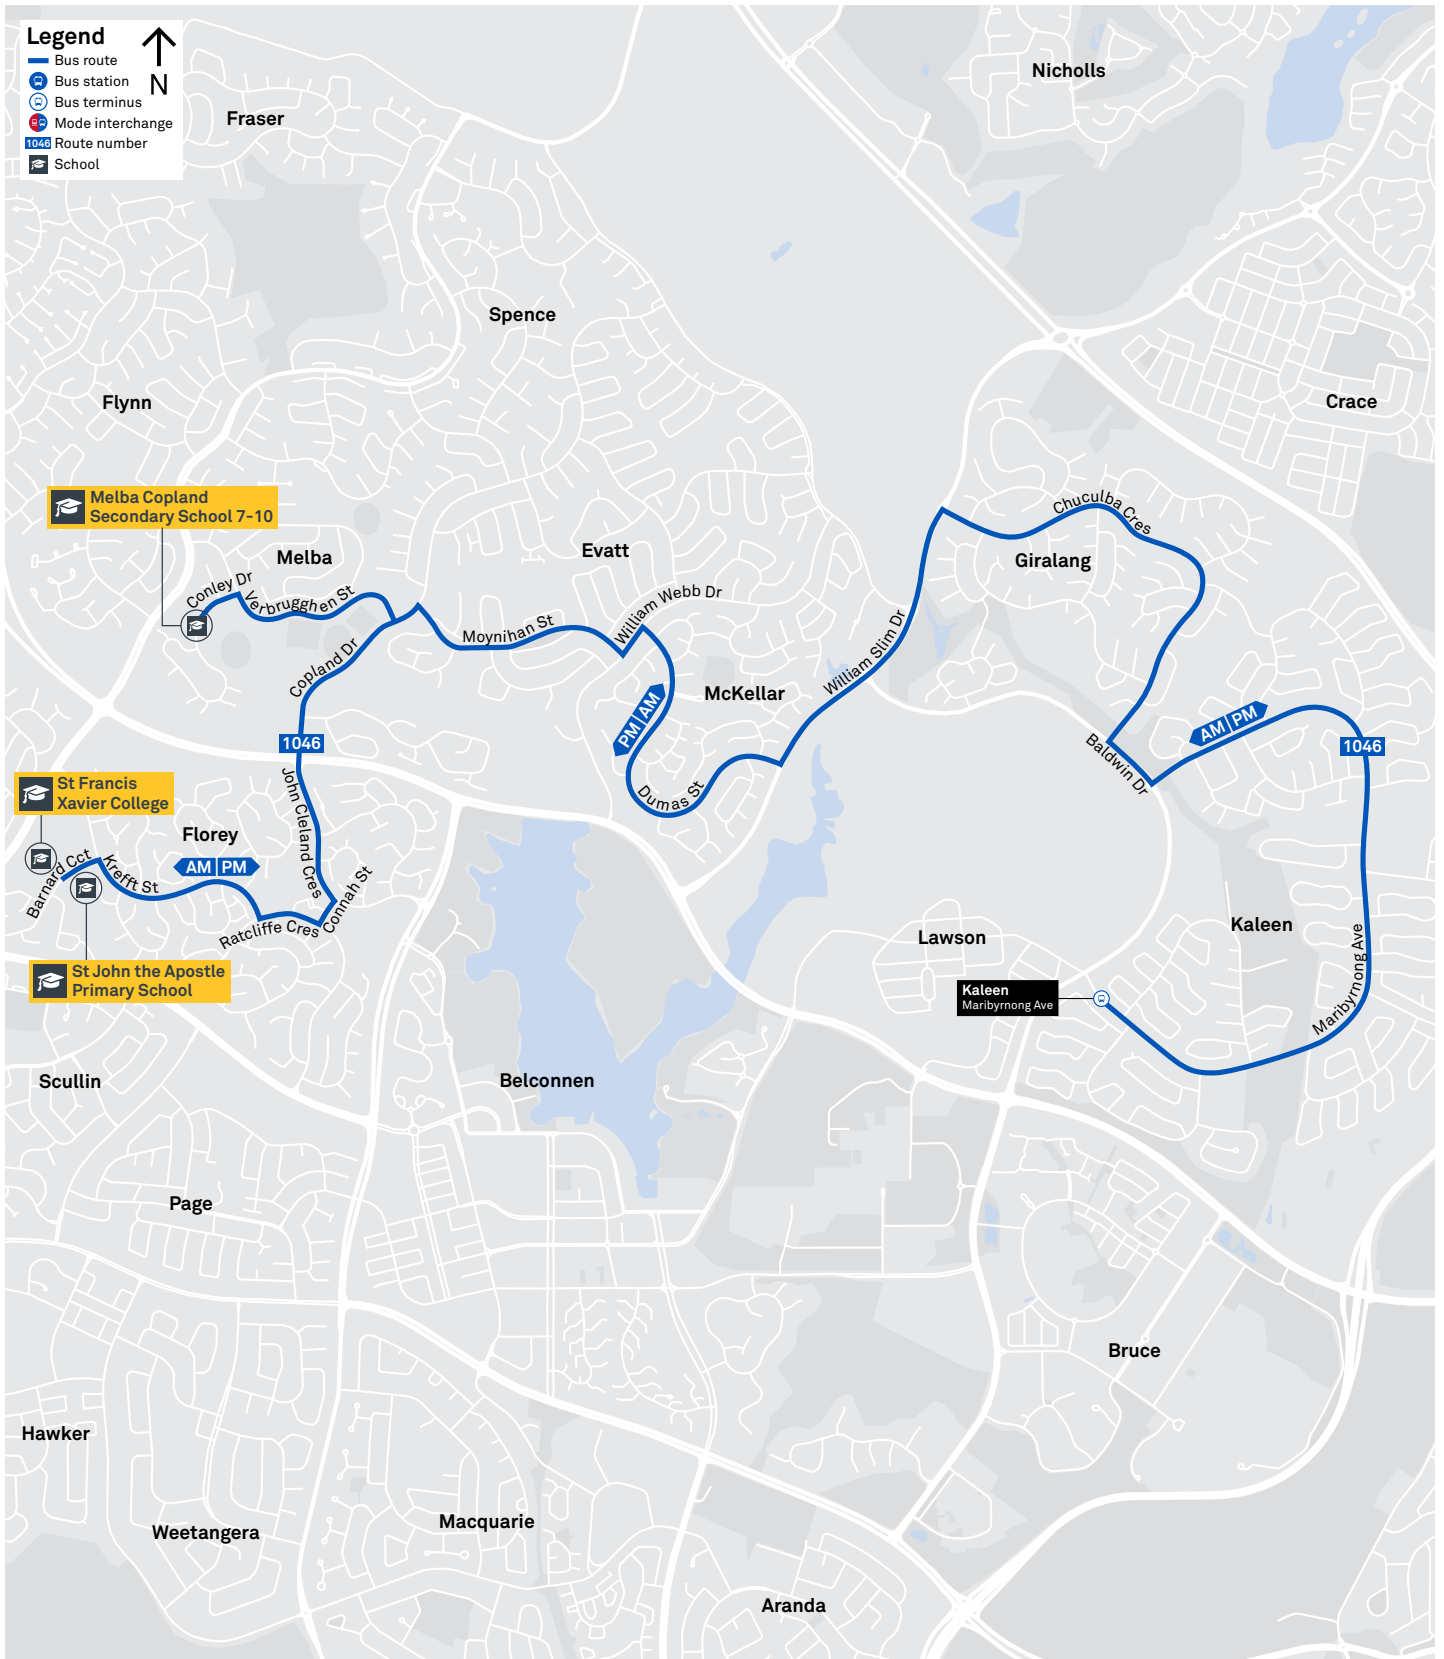 Legend
N
Bus route
Bus station
Bus terminus
Mode interchange
1046 Route number
School
Nicholls
Fraser
Spence
Flynn
Crace
Melba Copland
Secondary School 7-10
Chuculba Cres
Melba
Evatt
Giralang
Conley Dr
Verbrugghen St
William Webb Dr
Moynihan St
Copland Dr
William Slim Dr
McKellar
PM AM
AM PM
1046
1046
Baldwin Dr
St Francis
Xavier College
John Cleland Cres
Dumas St
Florey
AM PM
Barnard Cct
Krefft St
Connah St
Ratcliffe Cres
Kaleen
Lawson
Maribyrnong Ave
St John the Apostle
Primary School
Kaleen
Maribyrnong Ave
Scullin
Belconnen
Page
Bruce
Hawker
Macquarie
Weetangera
Aranda